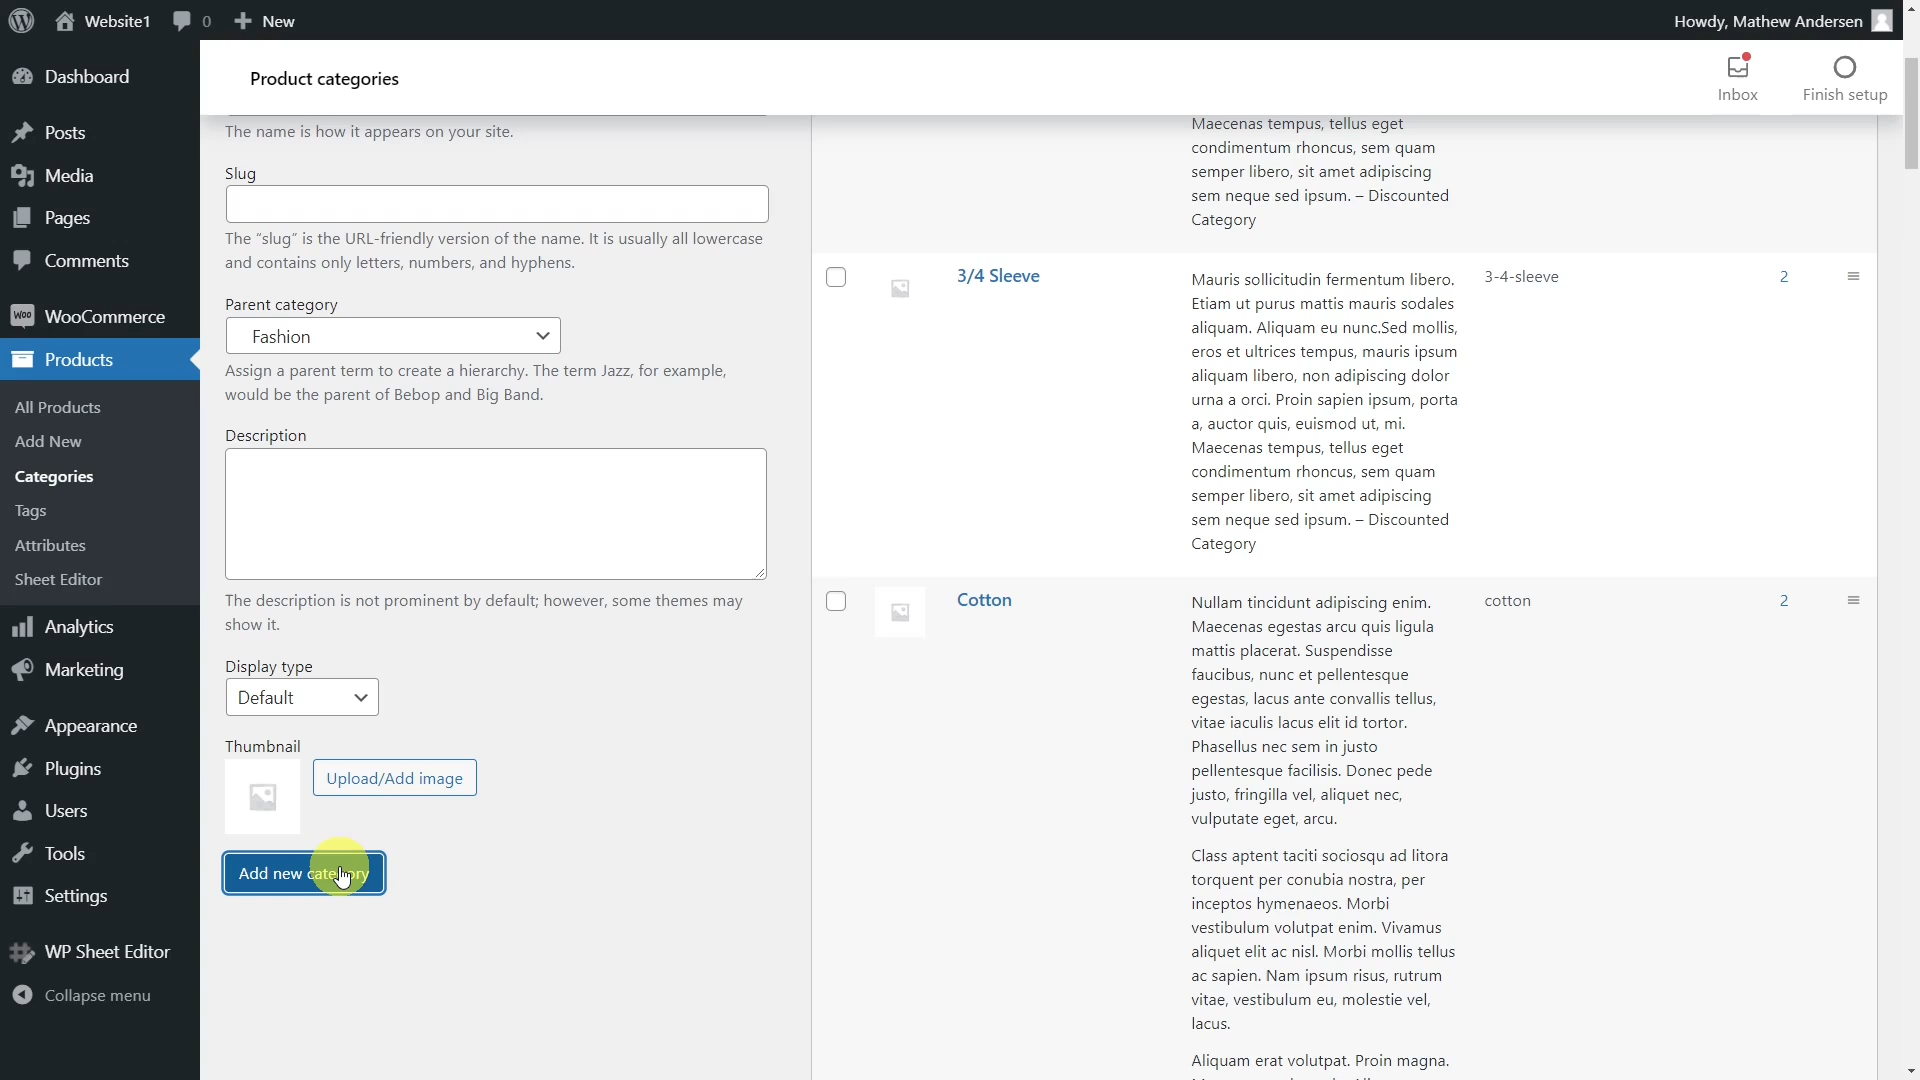 Website1
0
New
Howdy, Mathew Andersen
Dashboard
Posts
Media
Pages
Comments
Woo WooCommerce
Products
All Products
Add New
Categories
Tags
Attributes
Sheet Editor
Analytics
Marketing
Appearance
Plugins
Users
Tools
Settings
WP Sheet Editor
Collapse menu
Product categories
Inbox
Finish setup
The name is how it appears on your site.
Slug
The “slug” is the URL-friendly version of the name. It is usually all lowercase
and contains only letters, numbers, and hyphens.
Parent category
Fashion
Assign a parent term to create a hierarchy. The term Jazz, for example,
would be the parent of Bebop and Big Band.
Description
The description is not prominent by default; however, some themes may
show it.
Display type
Default
Thumbnail
Upload/Add image
Add new category
Maecenas tempus, tellus eget
condimentum rhoncus, sem quam
semper libero, sit amet adipiscing
sem neque sed ipsum. – Discounted
Category
3/4 Sleeve
Mauris sollicitudin fermentum libero.
Etiam ut purus mattis mauris sodales
aliquam. Aliquam eu nunc.Sed mollis,
eros et ultrices tempus, mauris ipsum
aliquam libero, non adipiscing dolor
urna a orci. Proin sapien ipsum, porta
a, auctor quis, euismod ut, mi.
Maecenas tempus, tellus eget
condimentum rhoncus, sem quam
semper libero, sit amet adipiscing
sem neque sed ipsum. – Discounted
Category
3-4-sleeve
2
Cotton
Nullam tincidunt adipiscing enim.
Maecenas egestas arcu quis ligula
mattis placerat. Suspendisse
faucibus, nunc et pellentesque
egestas, lacus ante convallis tellus,
vitae iaculis lacus elit id tortor.
Phasellus nec sem in justo
pellentesque facilisis. Donec pede
justo, fringilla vel, aliquet nec,
vulputate eget, arcu.
Class aptent taciti sociosqu ad litora
torquent per conubia nostra, per
inceptos hymenaeos. Morbi
vestibulum volutpat enim. Vivamus
aliquet elit ac nisl. Morbi mollis tellus
ac sapien. Nam ipsum risus, rutrum
vitae, vestibulum eu, molestie vel,
lacus.
Aliquam erat volutpat. Proin magna.
cotton
2